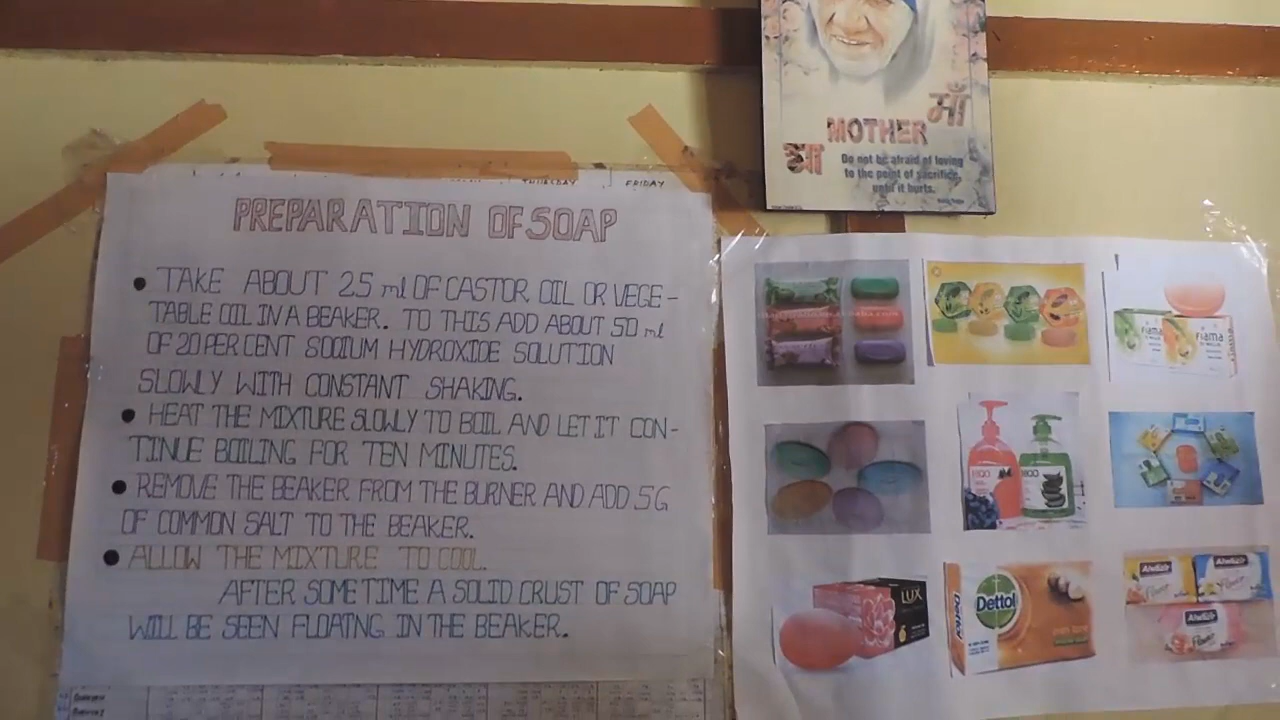 THURSDAY FRIDAY
PREPARATION OF SOAP
• TAKE ABOUT 25 ml OF CASTOR OIL OR VEGE-
TABLE OIL IN A BEAKER. TO THIS ADD ABOUT 50 ml
OF 20 PER CENT SODIUM HYDROXIDE SOLUTION
SLOWLY WITH CONSTANT SHAKING.
• HEAT THE MIXTURE SLOWLY TO BOIL AND LET IT CON-
TINUE BOILING FOR TEN MINUTES.
• REMOVE THE BEAKER FROM THE BURNER AND ADD 5G
OF COMMON SALT TO THE BEAKER.
• ALLOW THE MIXTURE TO COOL.
AFTER SOMETIME A SOLID CRUST OF SOAP
WILL BE SEEN FLOATNG IN THE BEAKER.
माँ
MOTHER
Do not be afraid of loving
to the point of sacrifice,
until it hurts.
FIAMA
FIAMA
LUX
Dettol
Dettol